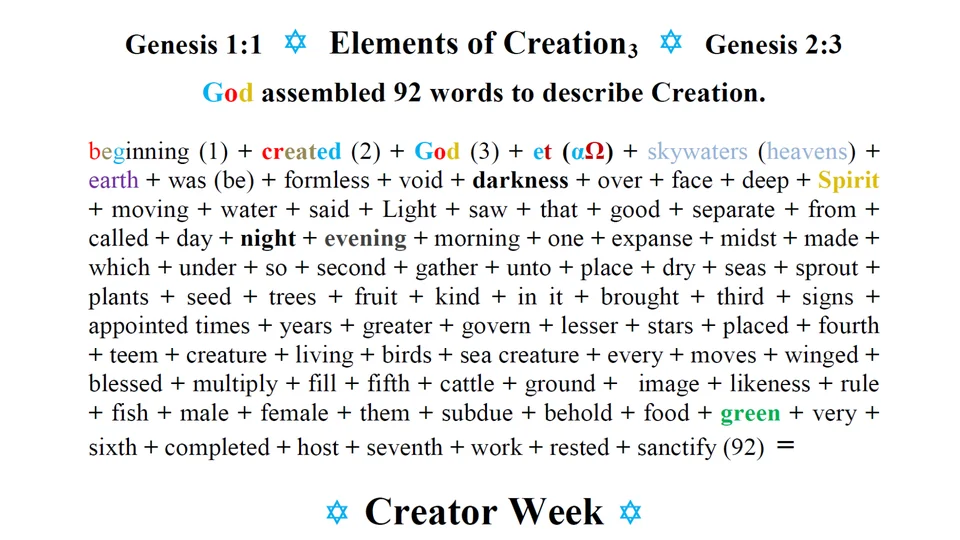 Genesis 1:1 ✡ Elements of Creation₃ ✡ Genesis 2:3
God assembled 92 words to describe Creation.
beginning (1) + created (2) + God (3) + et (αΩ) + skywaters (heavens) +
earth + was (be) + formless + void + darkness + over + face + deep + Spirit
+ moving + water + said + Light + saw + that + good + separate + from +
called + day + night + evening + morning + one + expanse + midst + made +
which + under + so + second + gather + unto + place + dry + seas + sprout +
plants + seed + trees + fruit + kind + in it + brought + third + signs +
appointed times + years + greater + govern + lesser + stars + placed + fourth
+ teem + creature + living + birds + sea creature + every + moves + winged +
blessed + multiply + fill + fifth + cattle + ground + image + likeness + rule
+ fish + male + female + them + subdue + behold + food + green + very +
sixth + completed + host + seventh + work + rested + sanctify (92) =
✡ Creator Week ✡